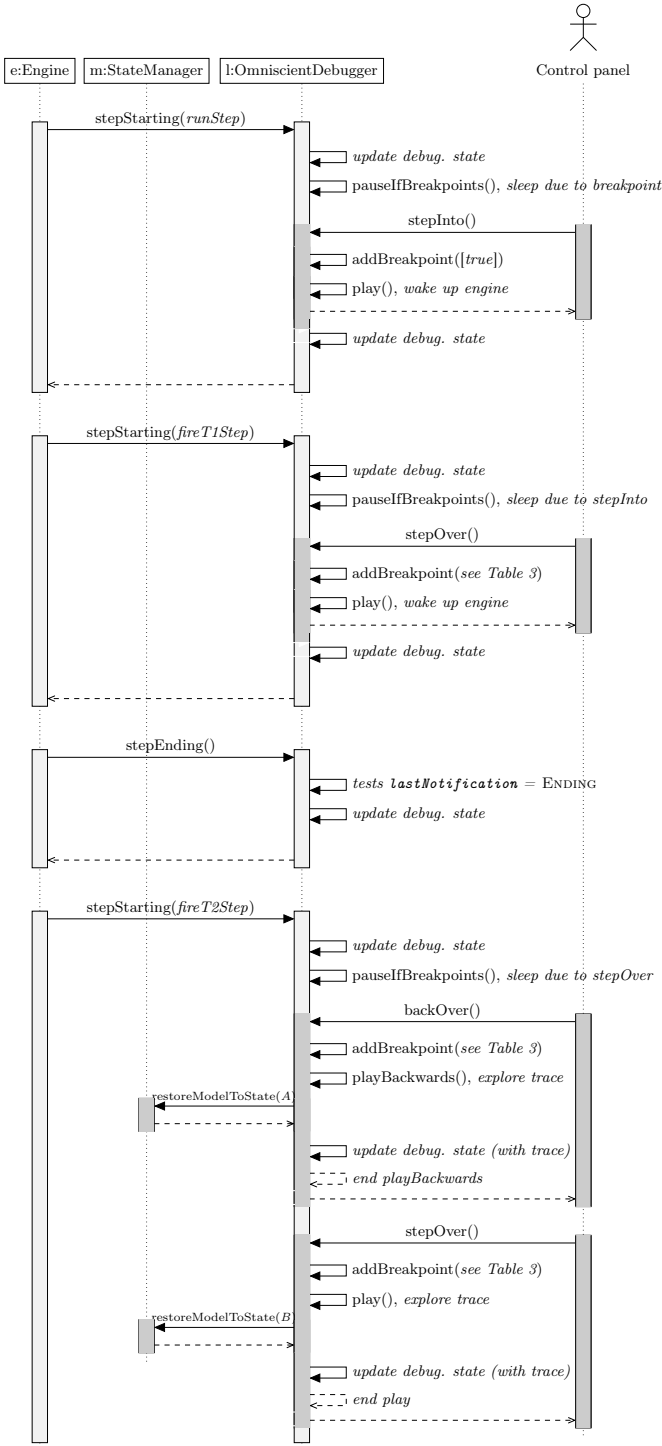 e:Engine m:StateManager l:OmniscientDebugger Control panel
stepStarting(runStep)
update debug. state
pauseIfBreakpoints(), sleep due to breakpoint
stepInto()
addBreakpoint([true])
play(), wake up engine
update debug. state
stepStarting(fireT1Step)
update debug. state
pauseIfBreakpoints(), sleep due to stepInto
stepOver()
addBreakpoint(see Table 3)
play(), wake up engine
update debug. state
stepEnding()
tests lastNotification = Ending
update debug. state
stepStarting(fireT2Step)
update debug. state
pauseIfBreakpoints(), sleep due to stepOver
backOver()
addBreakpoint(see Table 3)
playBackwards(), explore trace
restoreModelToState(A)
update debug. state (with trace)
end playBackwards
stepOver()
addBreakpoint(see Table 3)
play(), explore trace
restoreModelToState(B)
update debug. state (with trace)
end play